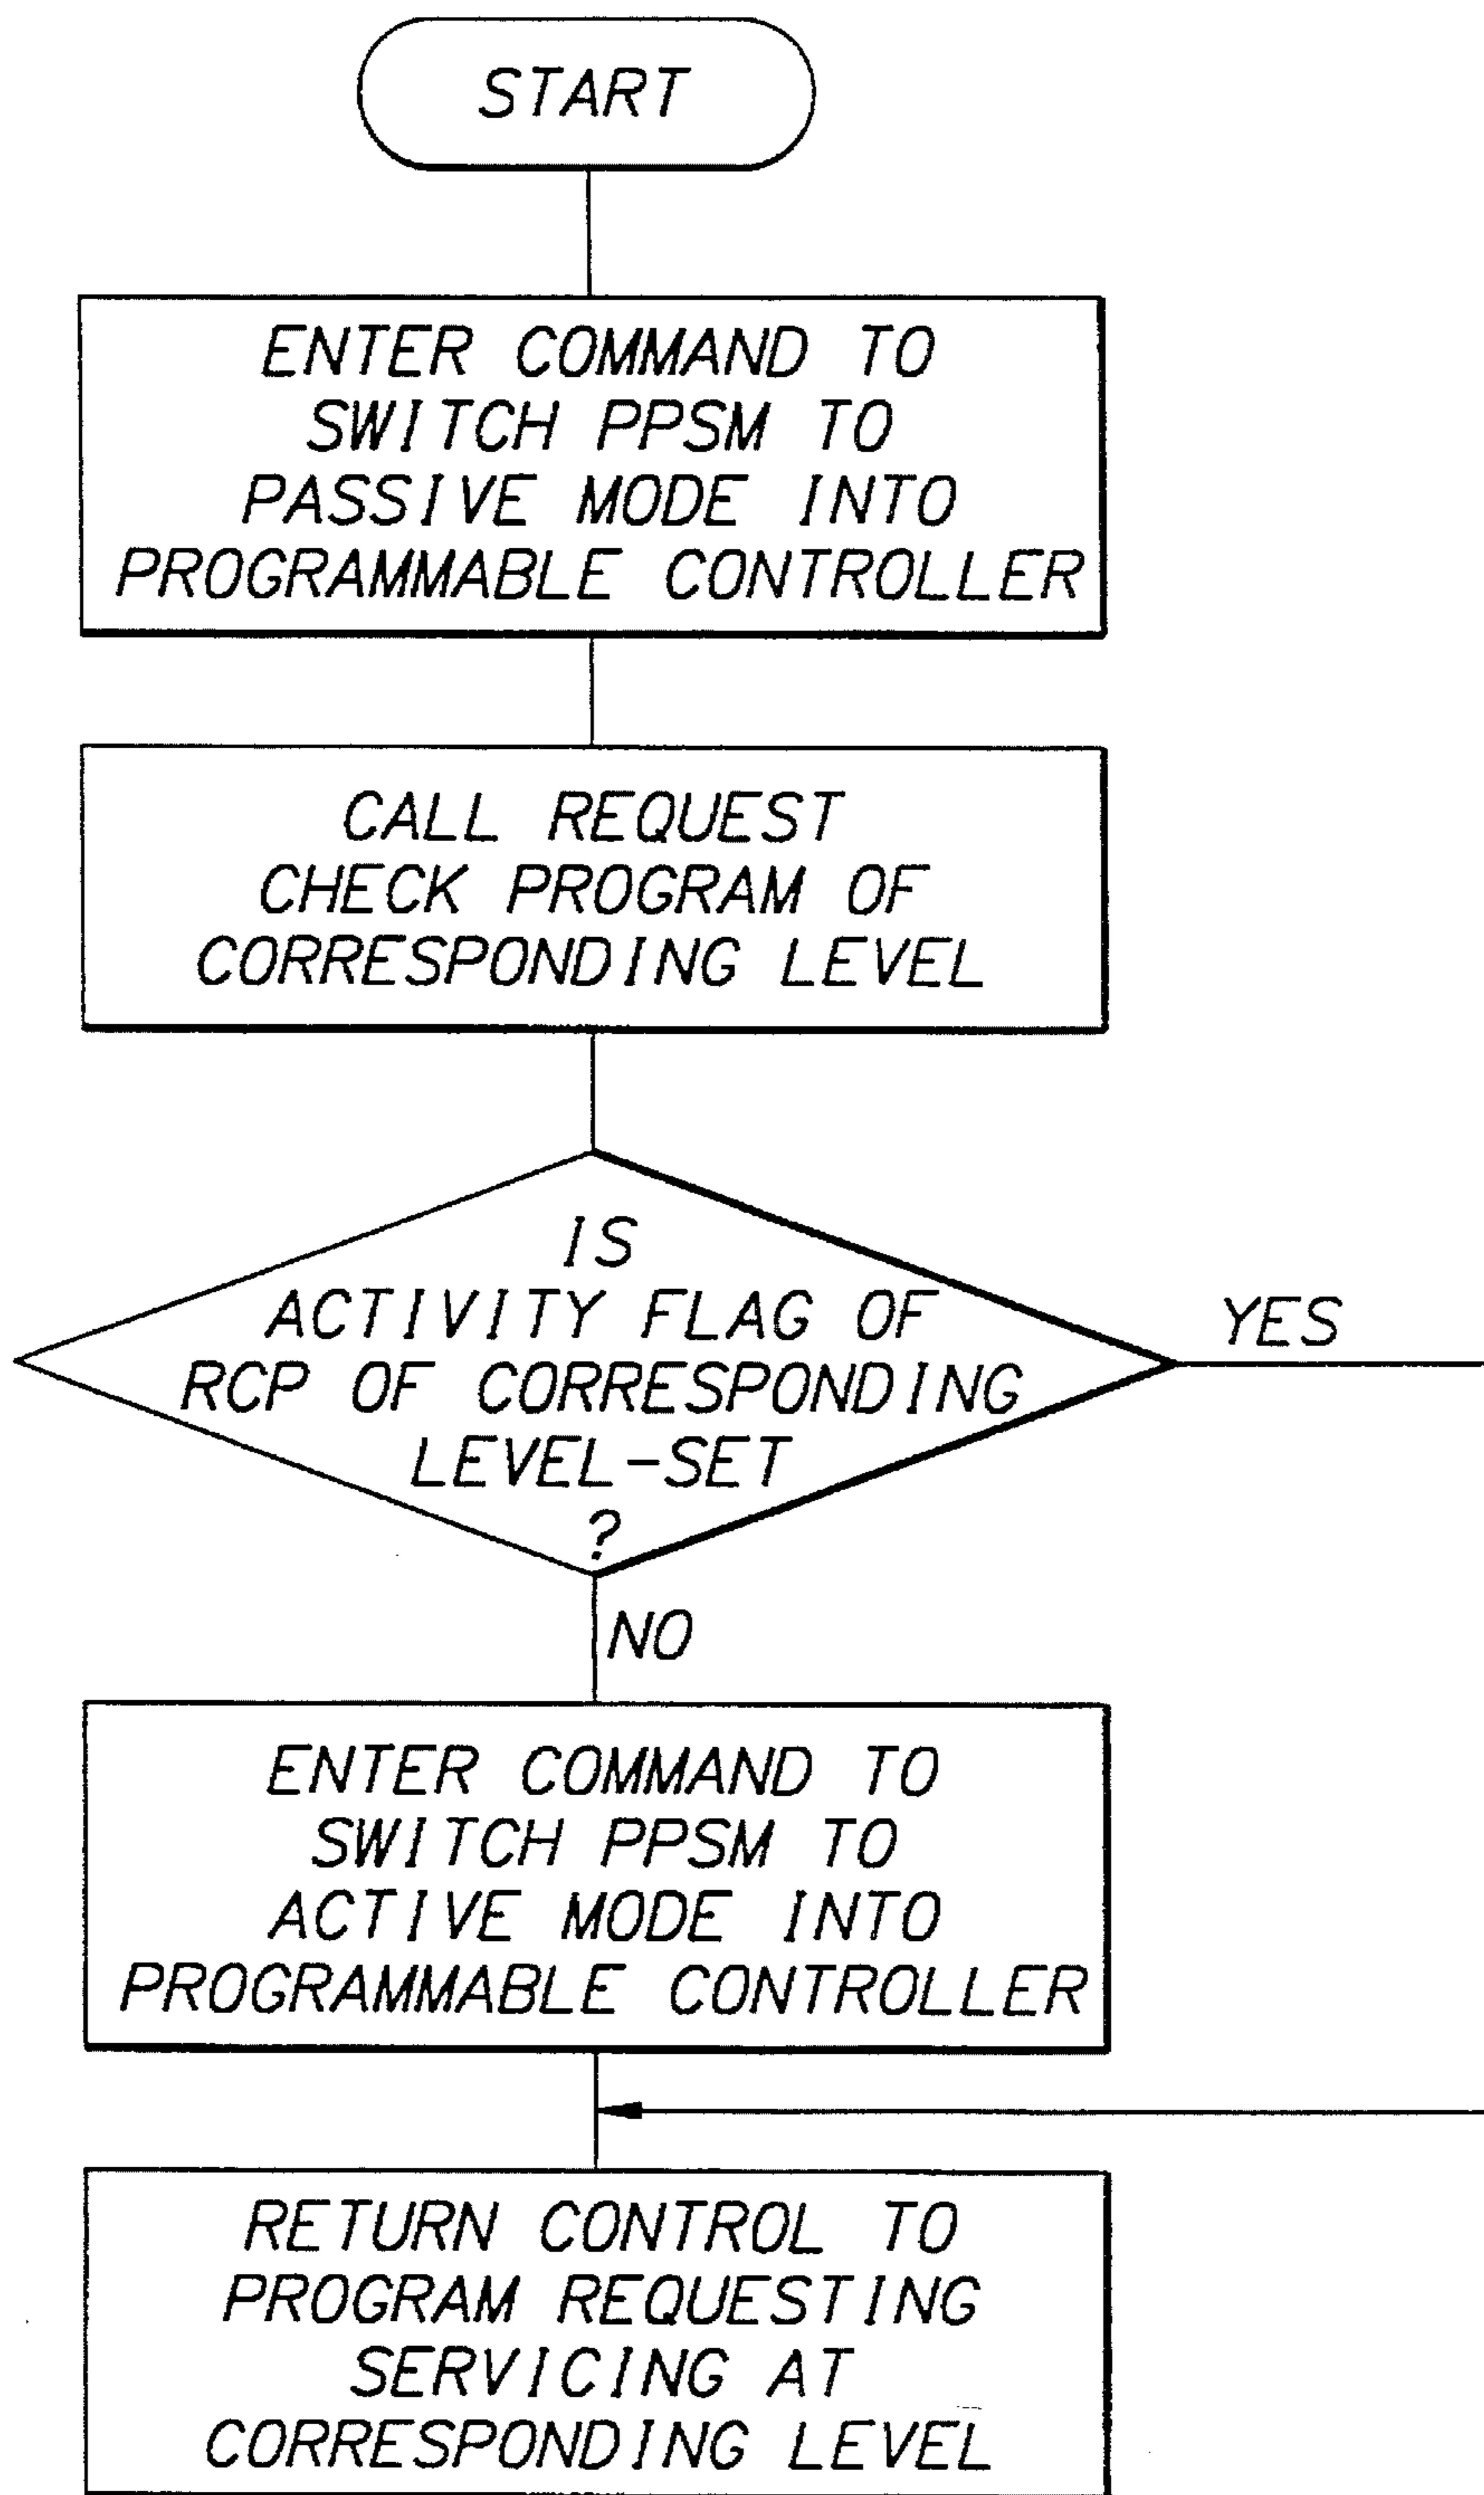 START
ENTER COMMAND TO
SWITCH PPSM TO
PASSIVE MODE INTO
PROGRAMMABLE CONTROLLER
CALL REQUEST
CHECK PROGRAM OF
CORRESPONDING LEVEL
IS
ACTIVITY FLAG OF
RCP OF CORRESPONDING
LEVEL-SET
?
YES
NO
ENTER COMMAND TO
SWITCH PPSM TO
ACTIVE MODE INTO
PROGRAMMABLE CONTROLLER
RETURN CONTROL TO
PROGRAM REQUESTING
SERVICING AT
CORRESPONDING LEVEL